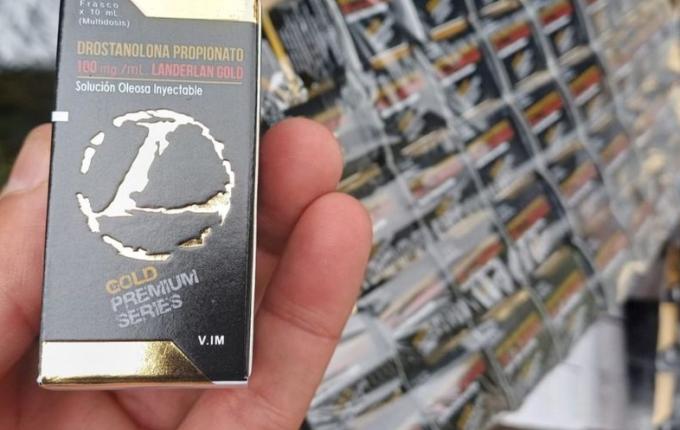 Frasco
x 10 mL
(Multidosis)
DROSTANOLONA PROPIONATO
100 mg /mL LANDERLAN GOLD
Solución Oleosa Inyectable
GOLD
PREMIUM
SERIES
V.IM